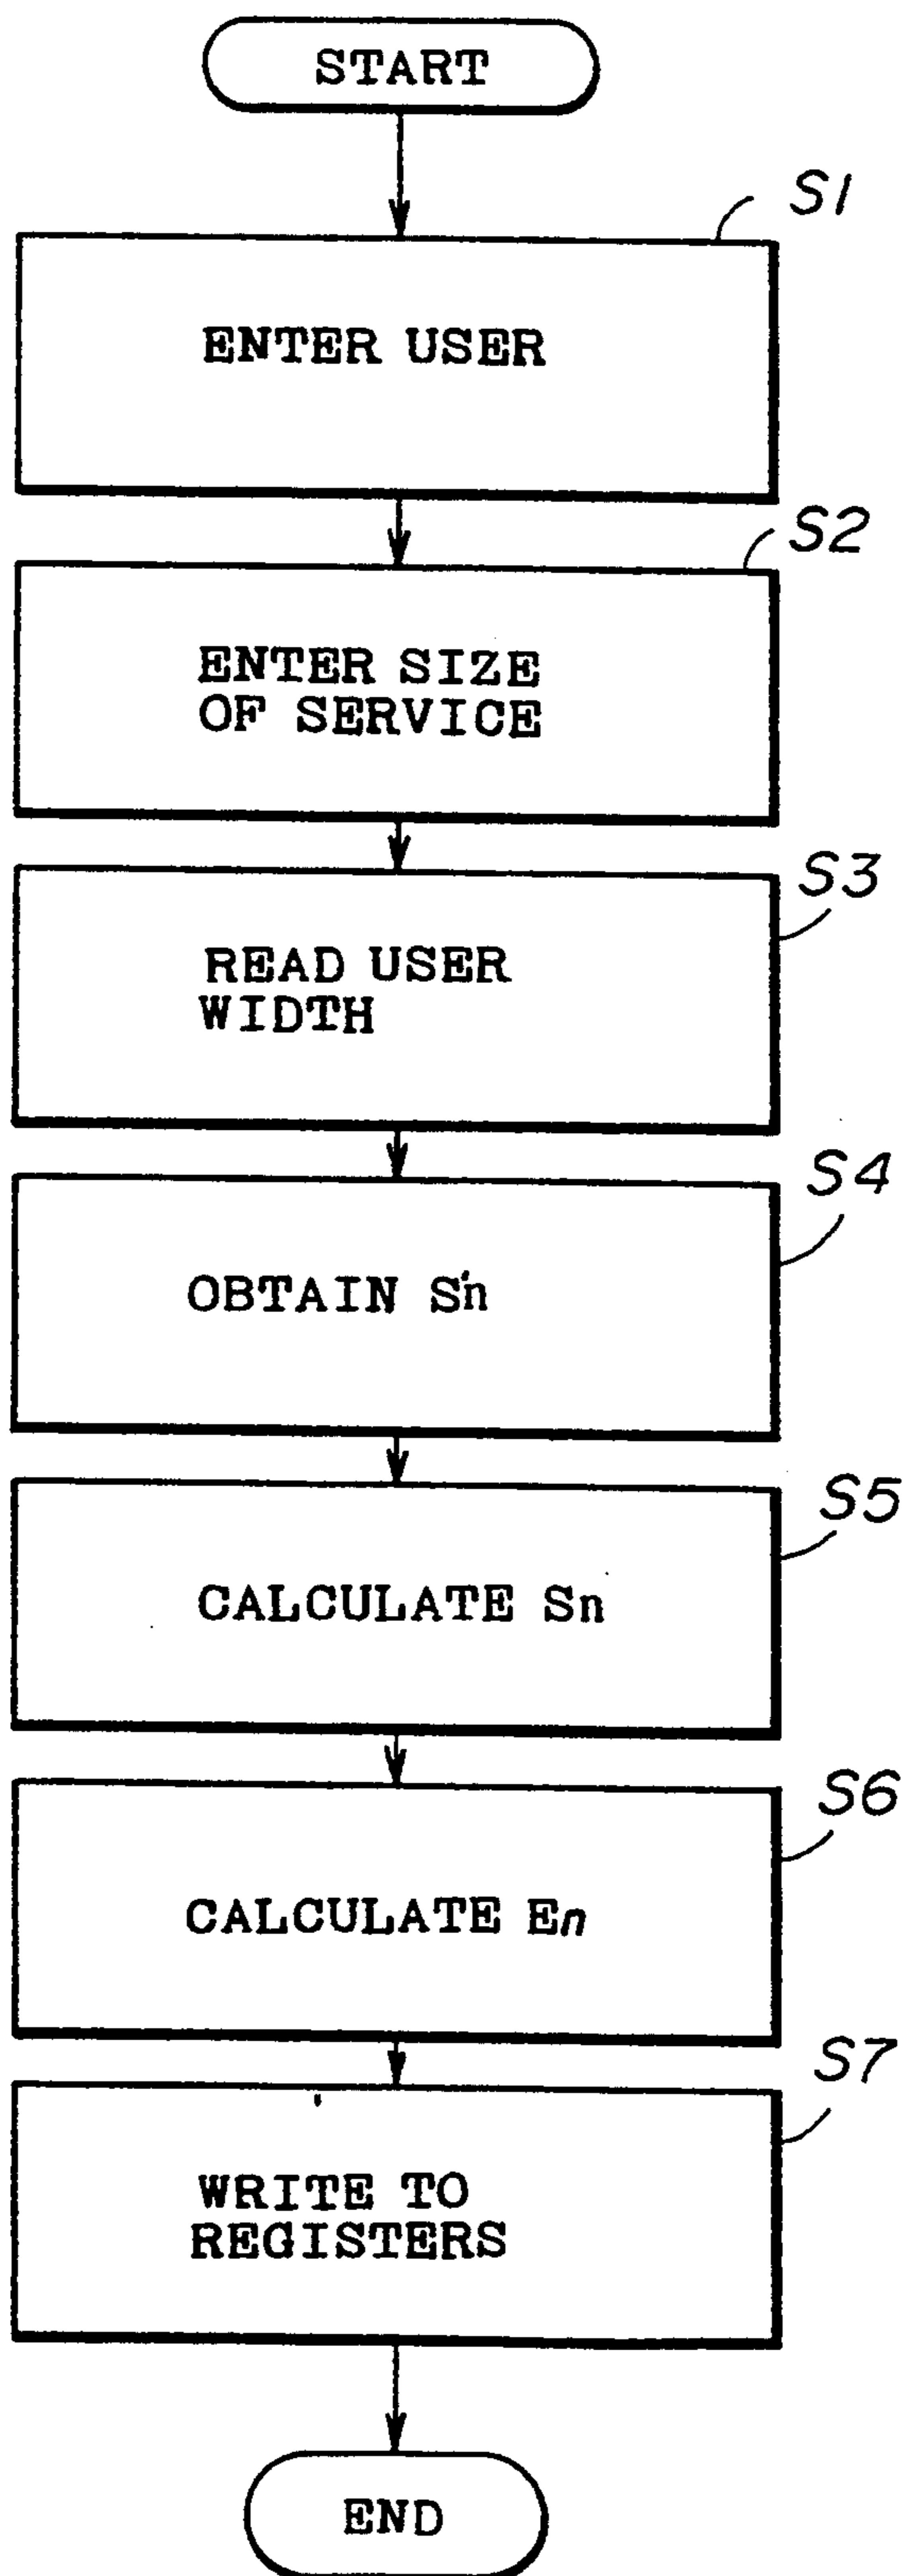 START
S1
ENTER USER
S2
ENTER SIZE
OF SERVICE
S3
READ USER
WIDTH
S4
OBTAIN S'n
S5
CALCULATE Sn
S6
CALCULATE En
S7
WRITE TO
REGISTERS
END